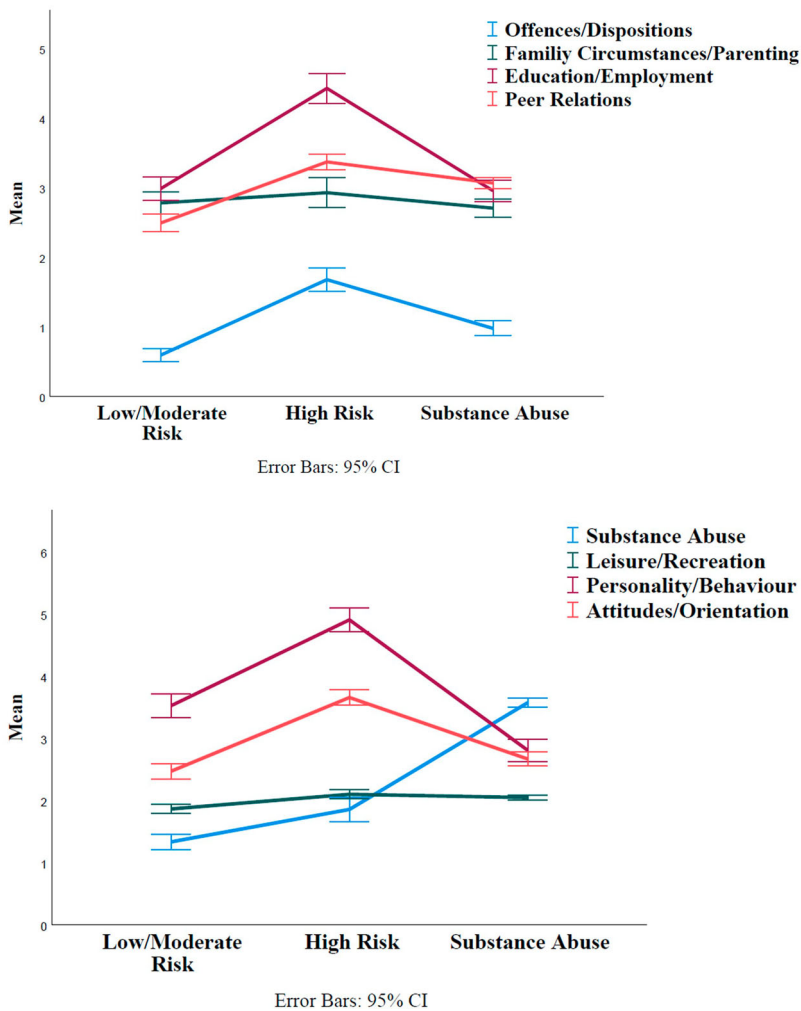 Offences/Dispositions
Familiy Circumstances/Parenting
Education/Employment
Peer Relations
5
4
3
2
1
0
Mean
Low/Moderate
Risk
High Risk
Substance Abuse
Error Bars: 95% CI
Substance Abuse
Leisure/Recreation
Personality/Behaviour
Attitudes/Orientation
6
5
4
3
2
1
0
Mean
Low/Moderate
Risk
High Risk
Substance Abuse
Error Bars: 95% CI